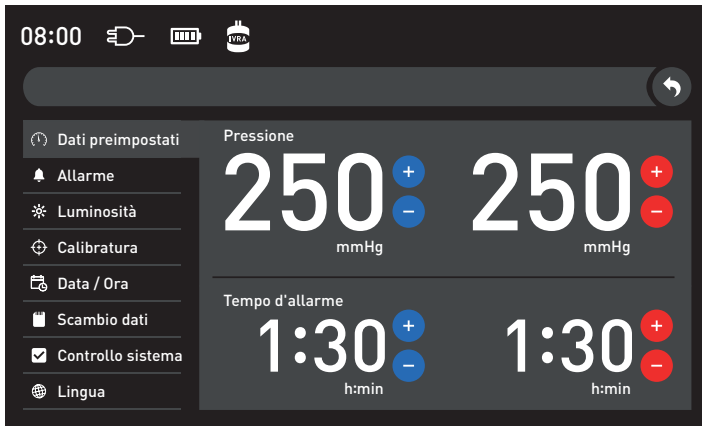 08:00
IVRA
Dati preimpostati
Allarme
Luminosità
Calibratura
Data / Ora
Scambio dati
Controllo sistema
Lingua
Pressione
250 + − 250 + −
mmHg mmHg
Tempo d'allarme
1:30 + − 1:30 + −
h:min h:min